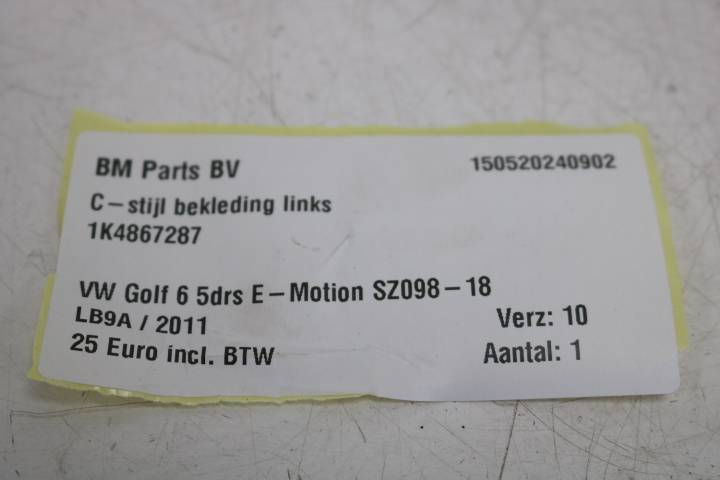 BM Parts BV 150520240902
C-stijl bekleding links
1K4867287
VW Golf 6 5drs E-Motion SZ098-18
LB9A / 2011 Verz: 10
25 Euro incl. BTW Aantal: 1